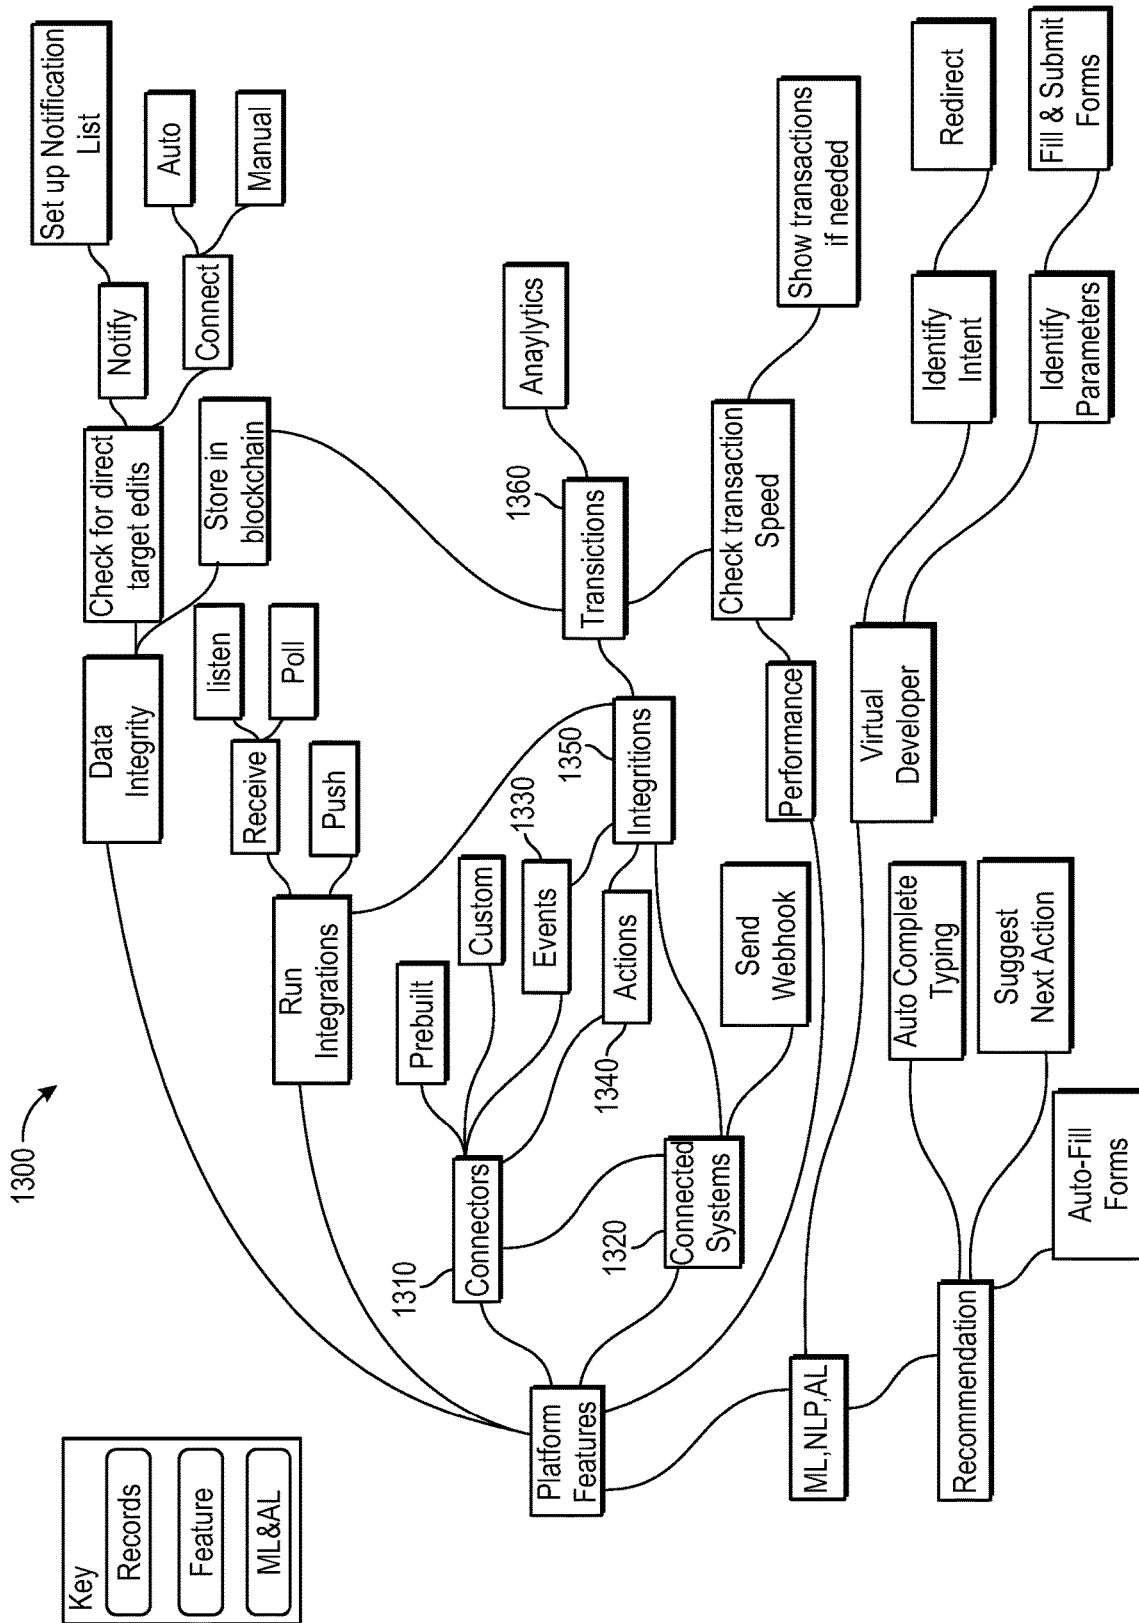 1300
Key
Records
Feature
ML&AL
Platform
Features
Data
Integrity
Check for direct
target edits
Notify
Set up Notification
List
Connect
Auto
Manual
Store in
blockchain
Run
Integrations
Receive
listen
Poll
Push
1310
Connectors
Prebuilt
Custom
Events
1330
Actions
1340
1320
Connected
Systems
Send
Webhook
Integritions
1350
Transictions
1360
Anaylytics
Performance
Check transaction
Speed
Show transactions
if needed
ML,NLP,AL
Virtual
Developer
Identify
Intent
Redirect
Identify
Parameters
Fill & Submit
Forms
Recommendation
Auto Complete
Typing
Suggest
Next Action
Auto-Fill
Forms